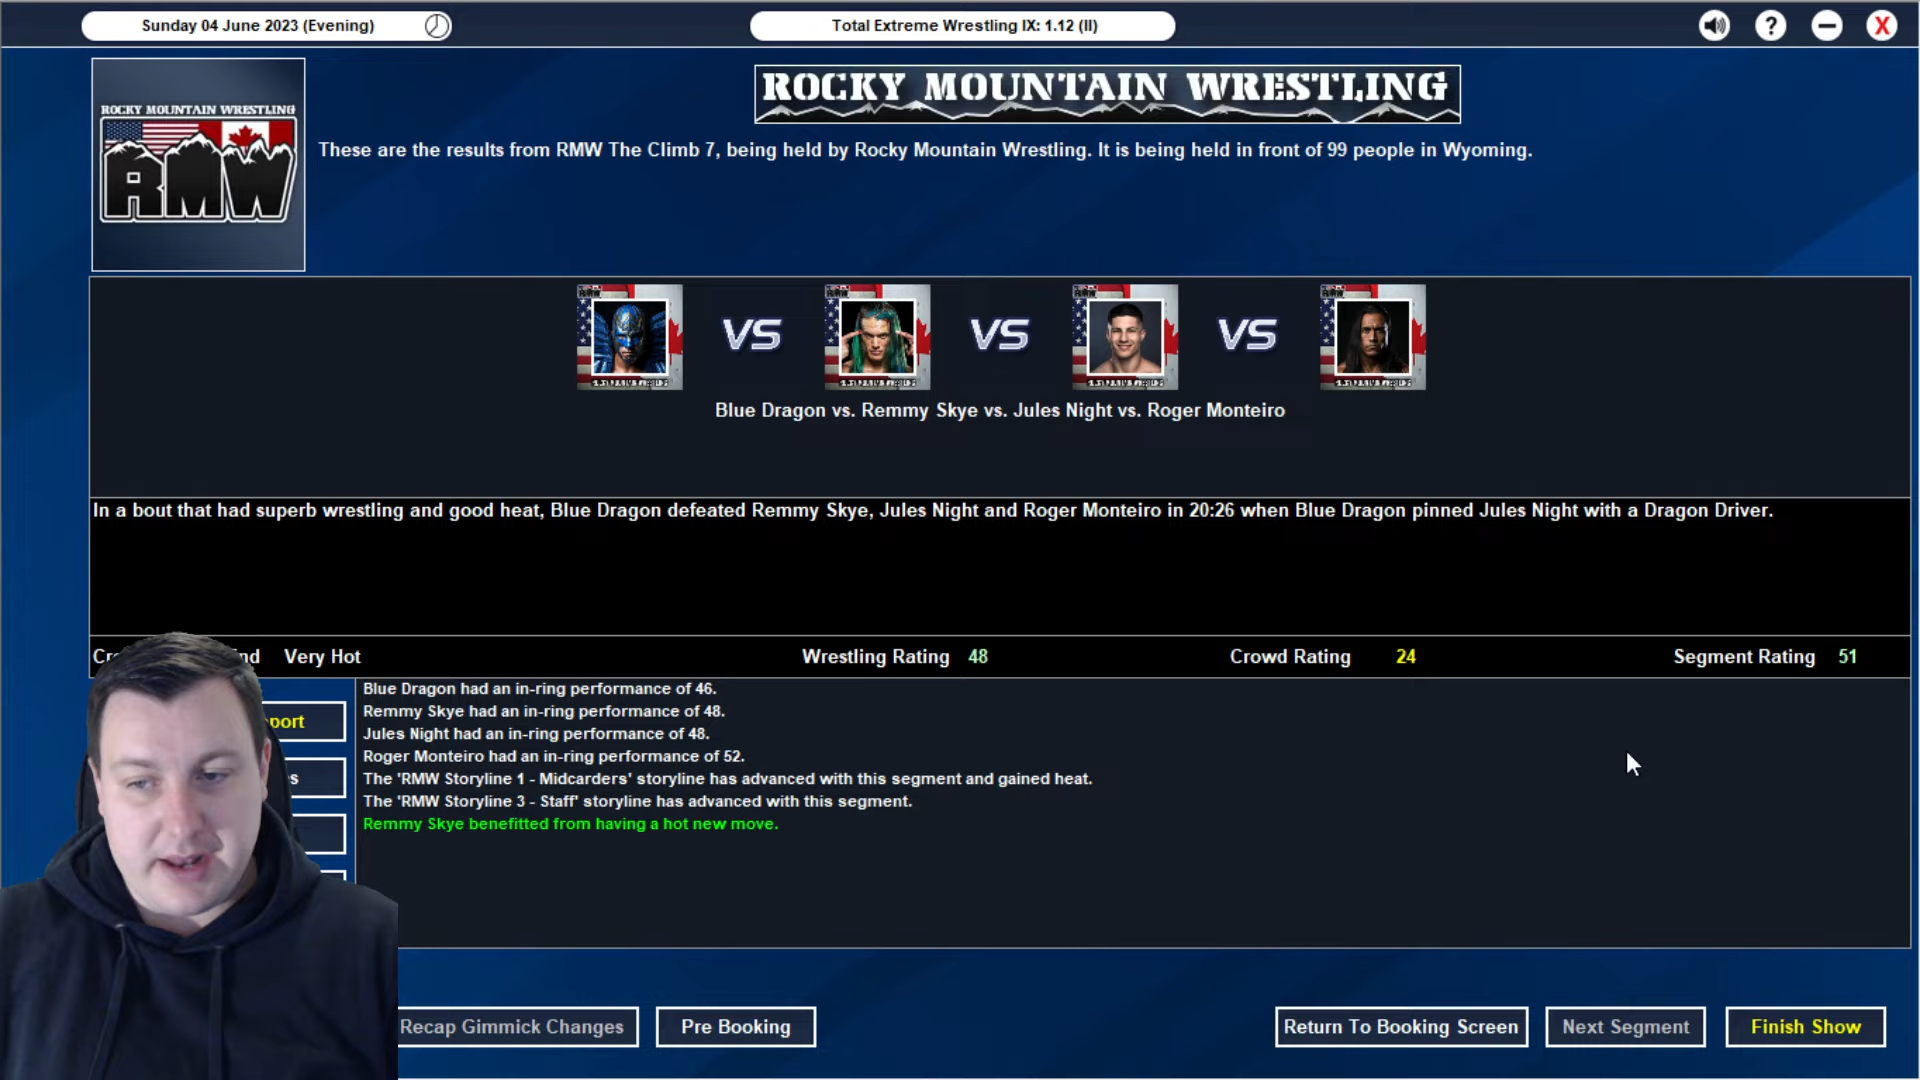 Sunday 04 June 2023 (Evening)
Total Extreme Wrestling IX: 1.12 (II)
?
X
ROCKY MOUNTAIN WRESTLING
RMW
ROCKY MOUNTAIN WRESTLING
These are the results from RMW The Climb 7, being held by Rocky Mountain Wrestling. It is being held in front of 99 people in Wyoming.
VS
VS
VS
Blue Dragon vs. Remmy Skye vs. Jules Night vs. Roger Monteiro
In a bout that had superb wrestling and good heat, Blue Dragon defeated Remmy Skye, Jules Night and Roger Monteiro in 20:26 when Blue Dragon pinned Jules Night with a Dragon Driver.
Very Hot
Wrestling Rating 48
Crowd Rating 24
Segment Rating 51
Blue Dragon had an in-ring performance of 46.
Remmy Skye had an in-ring performance of 48.
Jules Night had an in-ring performance of 48.
Roger Monteiro had an in-ring performance of 52.
The 'RMW Storyline 1 - Midcarders' storyline has advanced with this segment and gained heat.
The 'RMW Storyline 3 - Staff' storyline has advanced with this segment.
Remmy Skye benefitted from having a hot new move.
Recap Gimmick Changes
Pre Booking
Return To Booking Screen
Next Segment
Finish Show